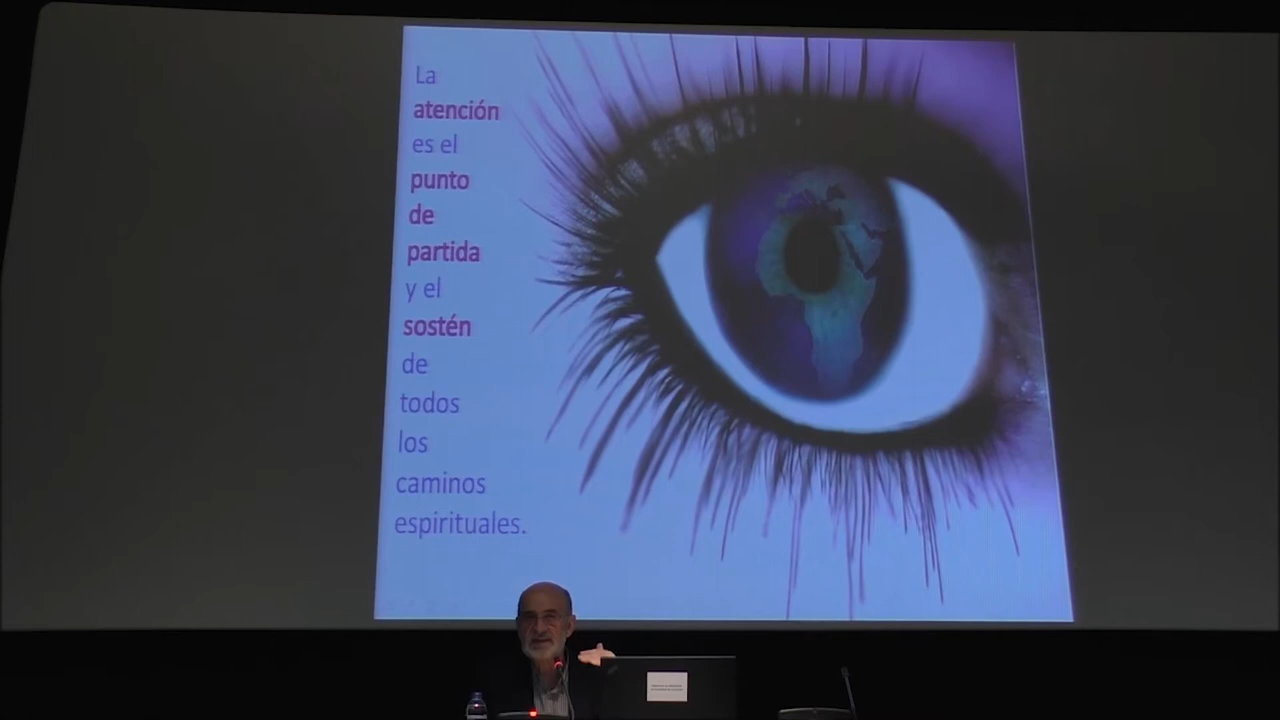 La
atención
es el
punto
de
partida
y el
sostén
de
todos
los
caminos
espirituales.